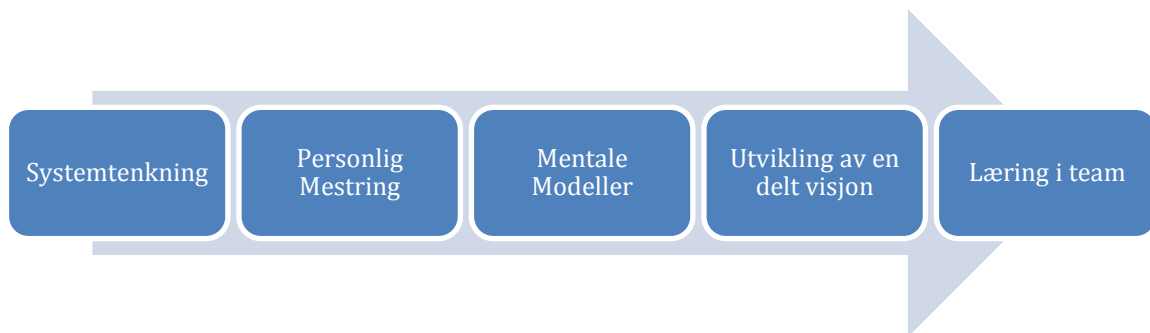 Systemtenkning
Personlig
Mestring
Mentale
Modeller
Utvikling av en
delt visjon
Læring i team